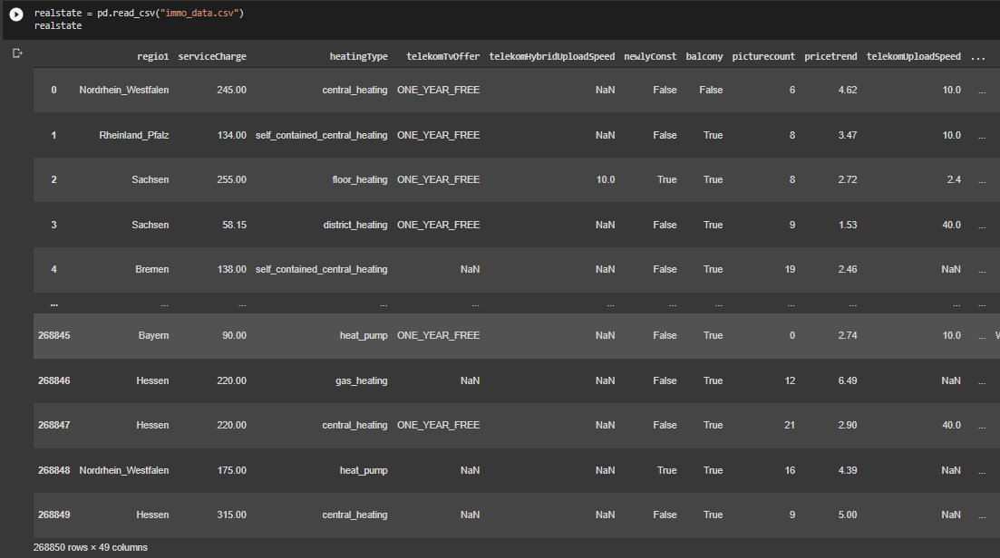 realstate = pd.read_csv("immo_data.csv")
realstate
regio1 serviceCharge heatingType telekomTvOffer telekomHybridUploadSpeed newlyConst balcony picturecount pricetrend telekomUploadSpeed ...
0 Nordrhein_Westfalen 245.00 central_heating ONE_YEAR_FREE NaN False False 6 4.62 10.0 ...
1 Rheinland_Pfalz 134.00 self_contained_central_heating ONE_YEAR_FREE NaN False True 8 3.47 10.0 ...
2 Sachsen 255.00 floor_heating ONE_YEAR_FREE 10.0 True True 8 2.72 2.4 ...
3 Sachsen 58.15 district_heating ONE_YEAR_FREE NaN False True 9 1.53 40.0 ...
4 Bremen 138.00 self_contained_central_heating NaN NaN False True 19 2.46 NaN ...
... ... ... ... ... ... ... ... ... ... ... ...
268845 Bayern 90.00 heat_pump ONE_YEAR_FREE NaN False True 0 2.74 10.0 ...
268846 Hessen 220.00 gas_heating NaN NaN False True 12 6.49 NaN ...
268847 Hessen 220.00 central_heating ONE_YEAR_FREE NaN False True 21 2.90 40.0 ...
268848 Nordrhein_Westfalen 175.00 heat_pump NaN NaN True True 16 4.39 NaN ...
268849 Hessen 315.00 central_heating NaN NaN False True 9 5.00 NaN ...
268850 rows × 49 columns